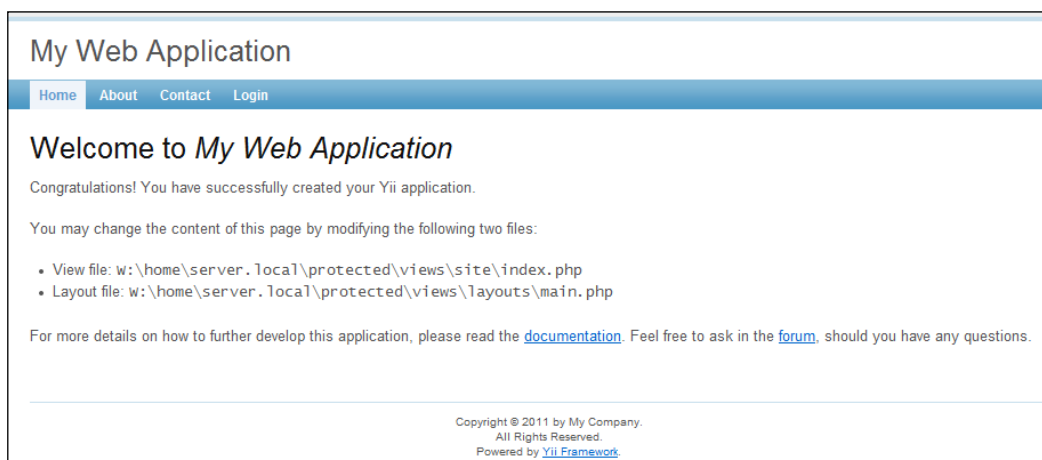 My Web Application
Home About Contact Login
Welcome to My Web Application
Congratulations! You have successfully created your Yii application.
You may change the content of this page by modifying the following two files:
• View file: W:\home\server.local\protected\views\site\index.php
• Layout file: W:\home\server.local\protected\views\layouts\main.php
For more details on how to further develop this application, please read the documentation. Feel free to ask in the forum, should you have any questions.
Copyright © 2011 by My Company.
All Rights Reserved.
Powered by Yii Framework.